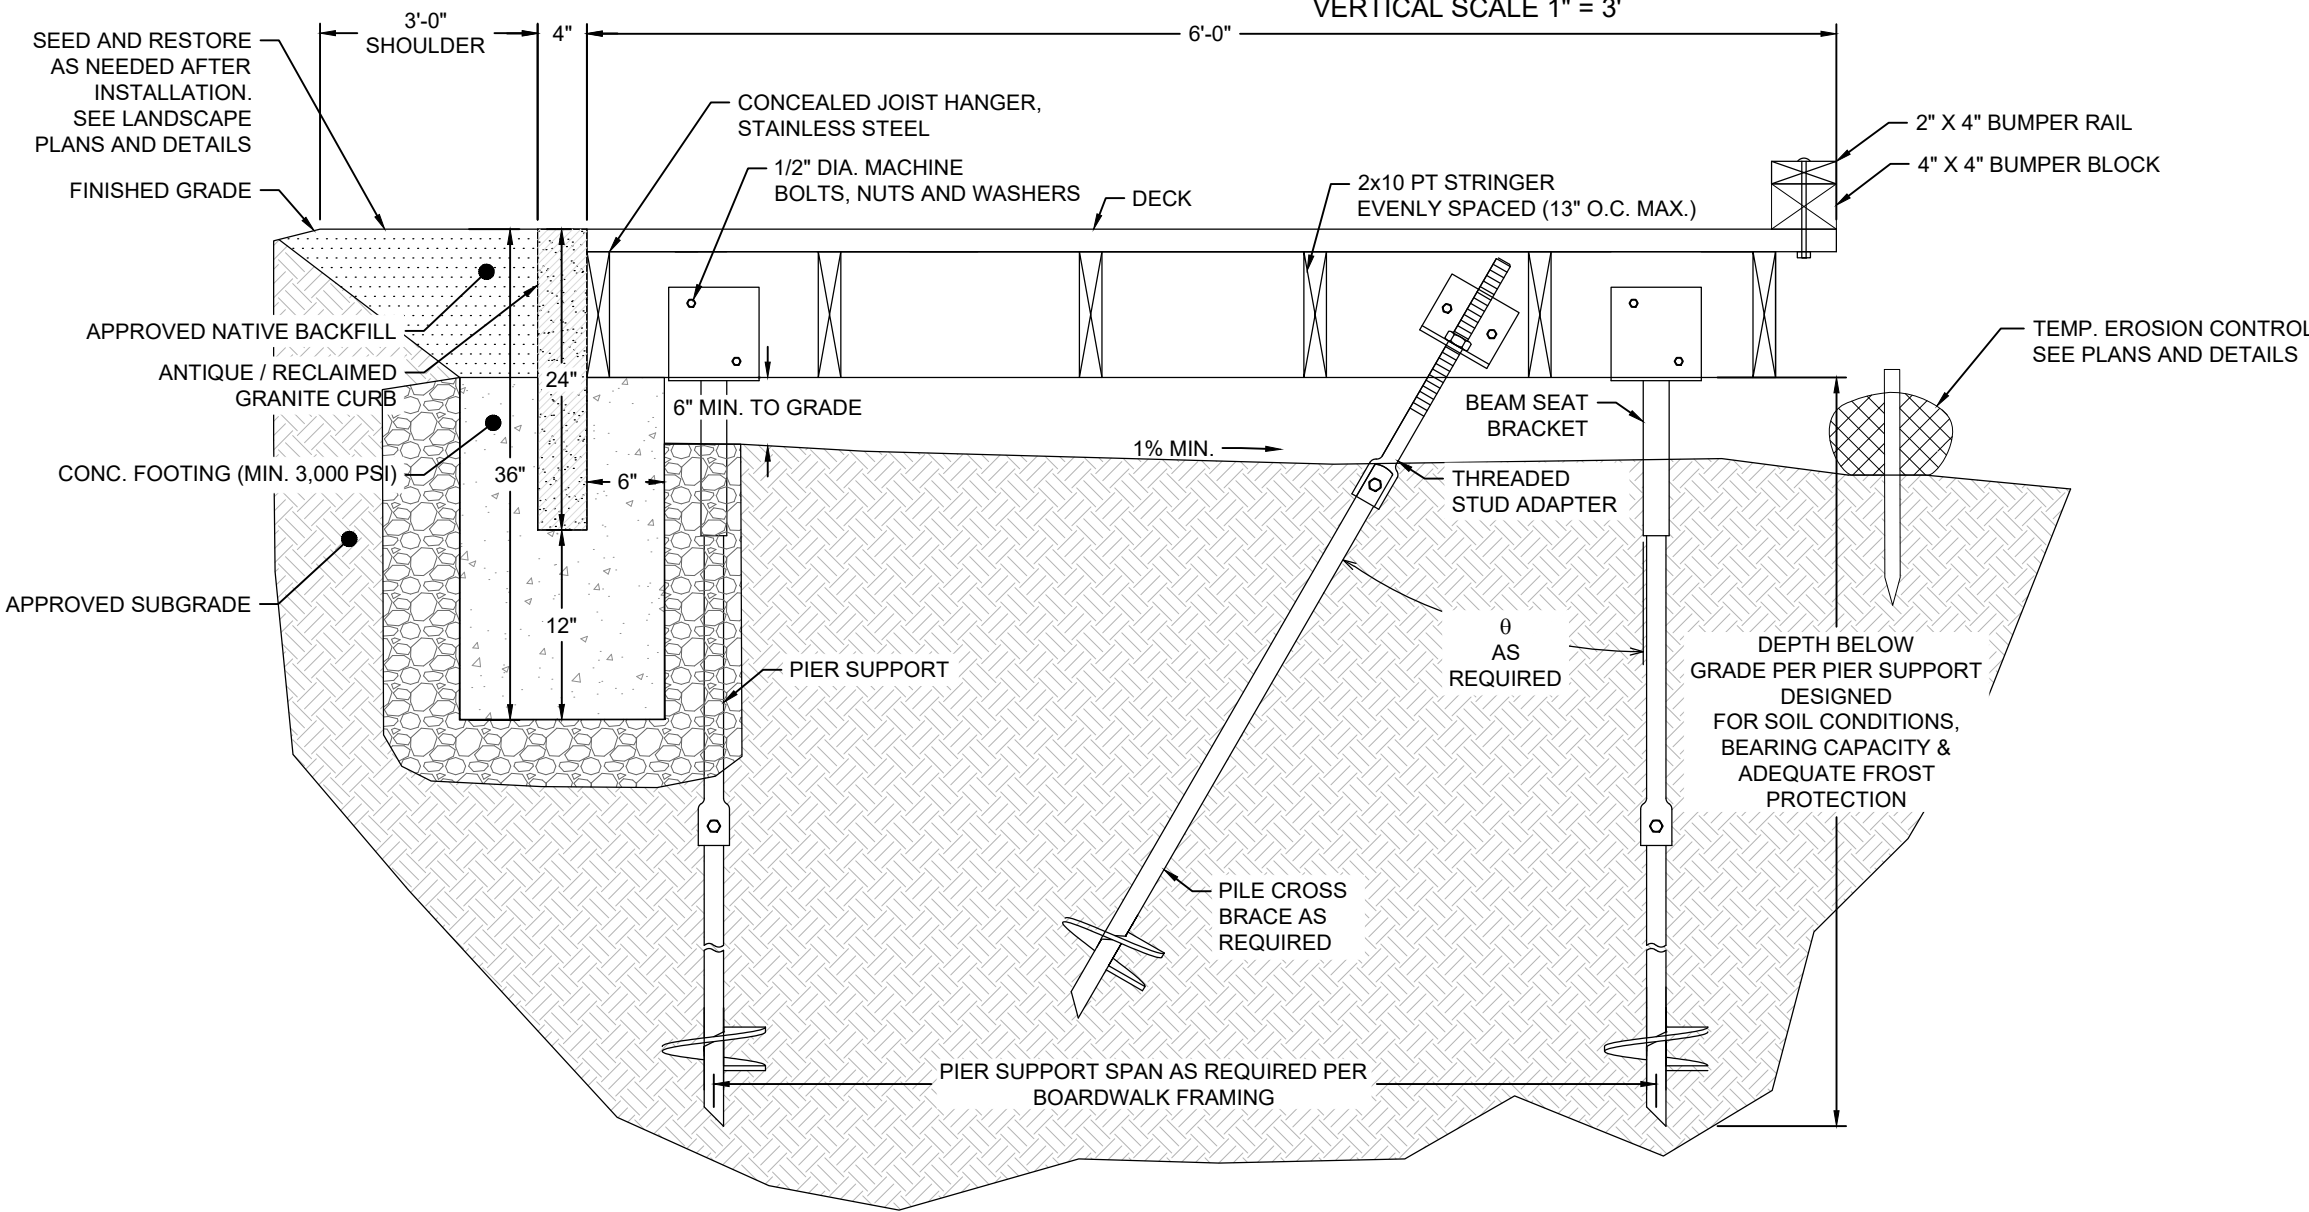 VERTICAL SCALE 1" = 3'
3'-0"
SHOULDER
4"
6'-0"
SEED AND RESTORE
AS NEEDED AFTER
INSTALLATION.
SEE LANDSCAPE
PLANS AND DETAILS
FINISHED GRADE
CONCEALED JOIST HANGER,
STAINLESS STEEL
1/2" DIA. MACHINE
BOLTS, NUTS AND WASHERS
DECK
2x10 PT STRINGER
EVENLY SPACED (13" O.C. MAX.)
2" X 4" BUMPER RAIL
4" X 4" BUMPER BLOCK
APPROVED NATIVE BACKFILL
ANTIQUE / RECLAIMED
GRANITE CURB
24"
6" MIN. TO GRADE
BEAM SEAT
BRACKET
TEMP. EROSION CONTROL
SEE PLANS AND DETAILS
CONC. FOOTING (MIN. 3,000 PSI)
36"
6"
1% MIN.
THREADED
STUD ADAPTER
APPROVED SUBGRADE
12"
PIER SUPPORT
θ
AS
REQUIRED
DEPTH BELOW
GRADE PER PIER SUPPORT
DESIGNED
FOR SOIL CONDITIONS,
BEARING CAPACITY &
ADEQUATE FROST
PROTECTION
PILE CROSS
BRACE AS
REQUIRED
PIER SUPPORT SPAN AS REQUIRED PER
BOARDWALK FRAMING